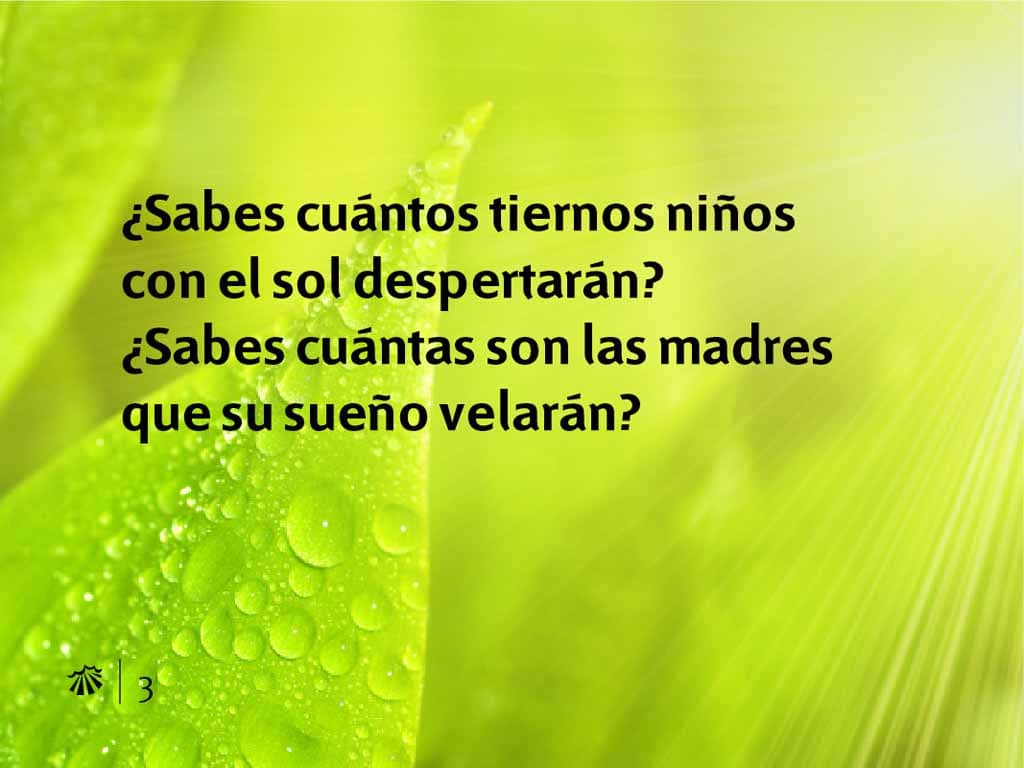 ¿Sabes cuántos tiernos niños
con el sol despertarán?
¿Sabes cuántas son las madres
que su sueño velarán?
3